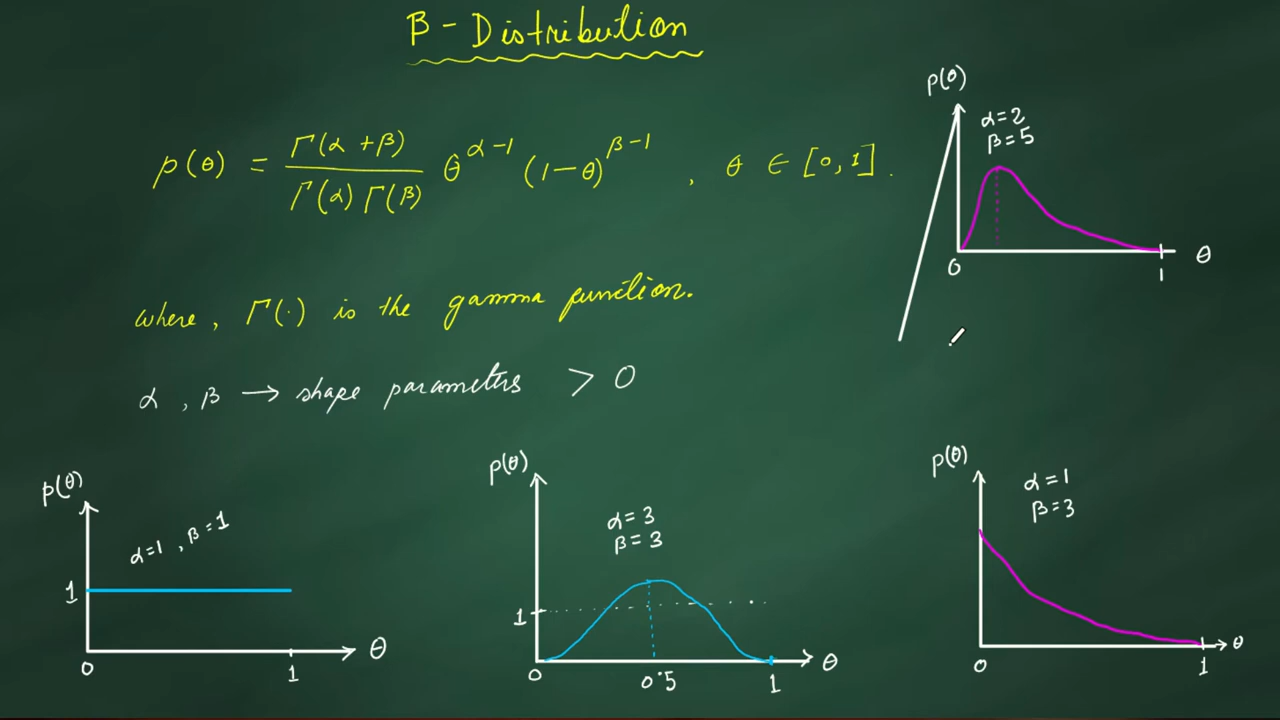 β - Distribution
p(θ) = Γ(α + β) / Γ(α) Γ(β) θ^α-1 (1-θ)^β-1 , θ ∈ [0, 1].
where, Γ(·) is the gamma function.
α, β → shape parameters > 0
p(θ)
α=2
β=5
0
1
θ
p(θ)
α=1, β=1
1
0
1
θ
p(θ)
α=3
β=3
1
0
0.5
1
θ
p(θ)
α=1
β=3
0
1
θ